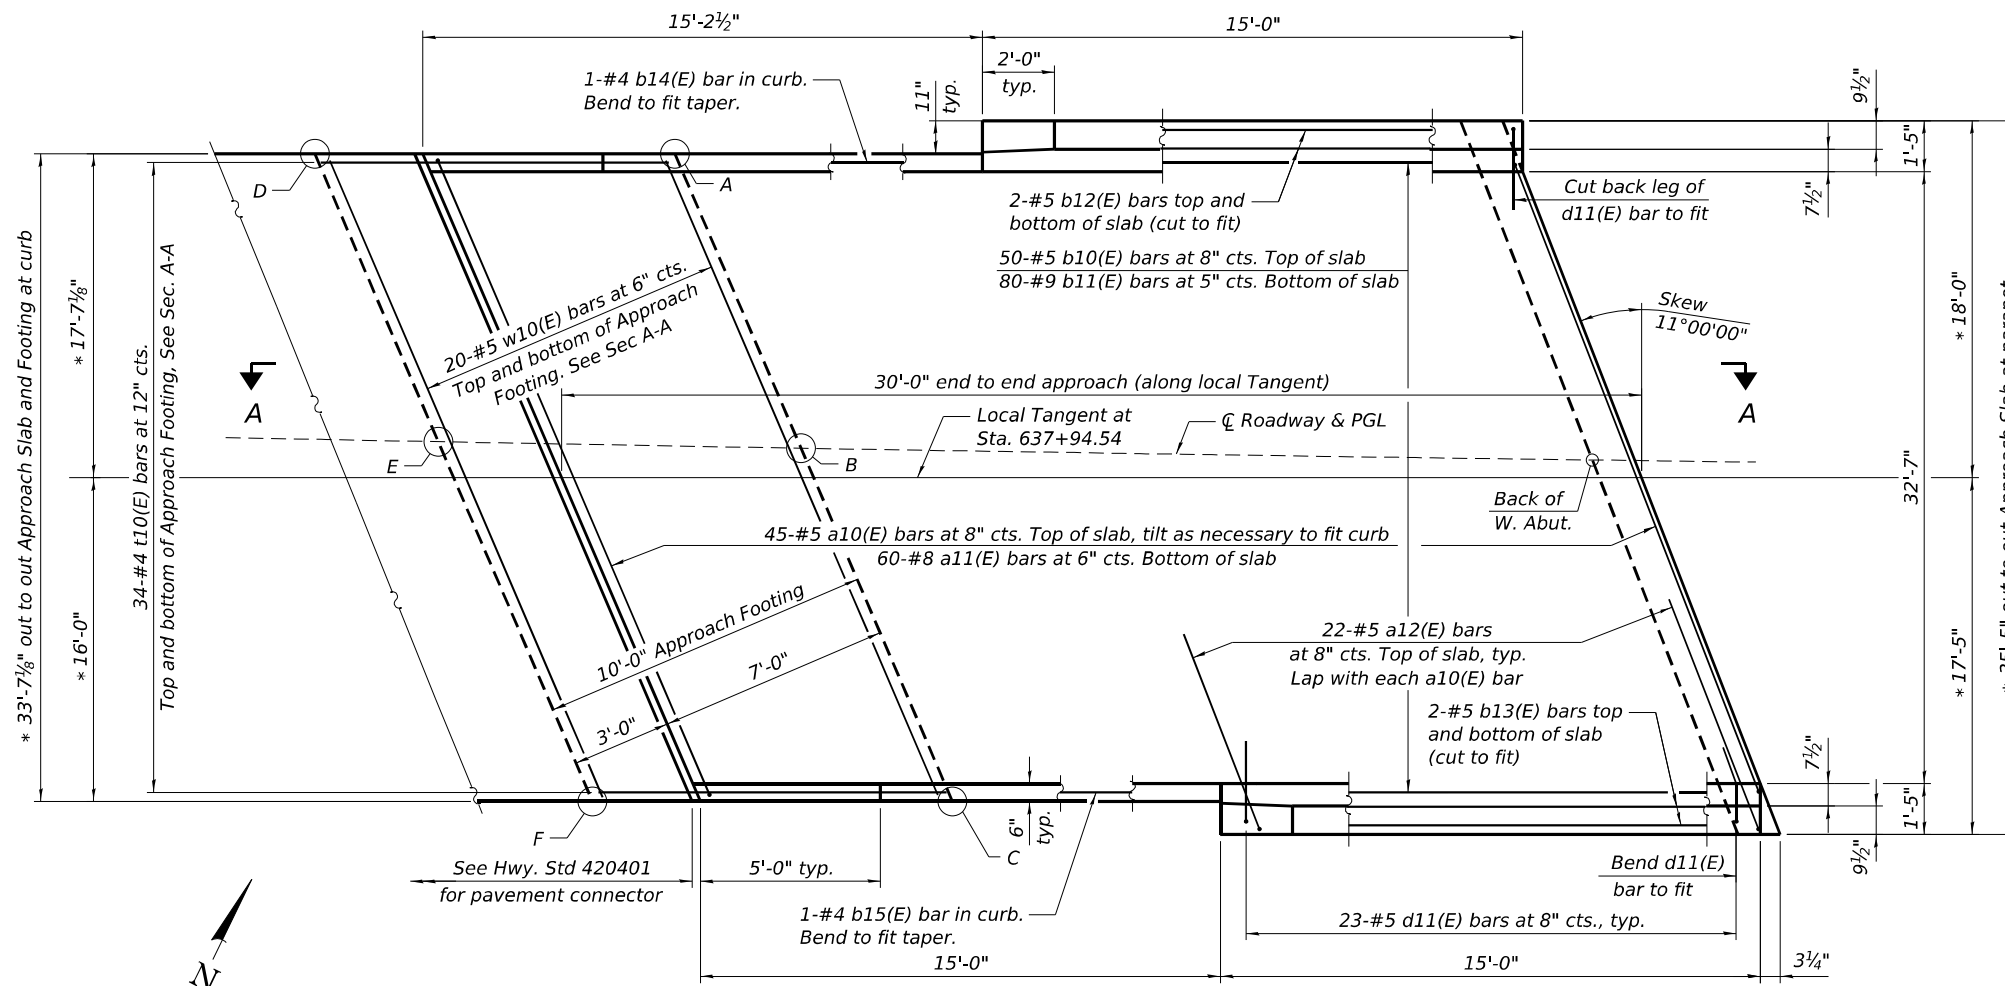 15'-2½"
15'-0"
2'-0"
typ.
11"
typ.
1-#4 b14(E) bar in curb.
Bend to fit taper.
9½"
1'-5"
7½"
D
A
2-#5 b12(E) bars top and
bottom of slab (cut to fit)
Cut back leg of
d11(E) bar to fit
50-#5 b10(E) bars at 8" cts. Top of slab
80-#9 b11(E) bars at 5" cts. Bottom of slab
* 33'-7⅛" out to out Approach Slab and Footing at curb
* 17'-7⅛"
* 16'-0"
34-#4 t10(E) bars at 12" cts.
Top and bottom of Approach Footing, See Sec. A-A
20-#5 w10(E) bars at 6" cts.
Top and bottom of Approach
Footing. See Sec A-A
Skew
11°00'00"
* 18'-0"
A
A
30'-0" end to end approach (along local Tangent)
Local Tangent at
Sta. 637+94.54
℄ Roadway & PGL
E
B
32'-7"
Back of
W. Abut.
* 35'-5" out to out Approach Slab at parapet
45-#5 a10(E) bars at 8" cts. Top of slab, tilt as necessary to fit curb
60-#8 a11(E) bars at 6" cts. Bottom of slab
10'-0" Approach Footing
7'-0"
3'-0"
22-#5 a12(E) bars
at 8" cts. Top of slab, typ.
Lap with each a10(E) bar
* 17'-5"
2-#5 b13(E) bars top
and bottom of slab
(cut to fit)
7½"
1'-5"
9½"
F
C
6"
typ.
See Hwy. Std 420401
for pavement connector
5'-0" typ.
1-#4 b15(E) bar in curb.
Bend to fit taper.
Bend d11(E)
bar to fit
23-#5 d11(E) bars at 8" cts., typ.
15'-0"
15'-0"
3¼"
N